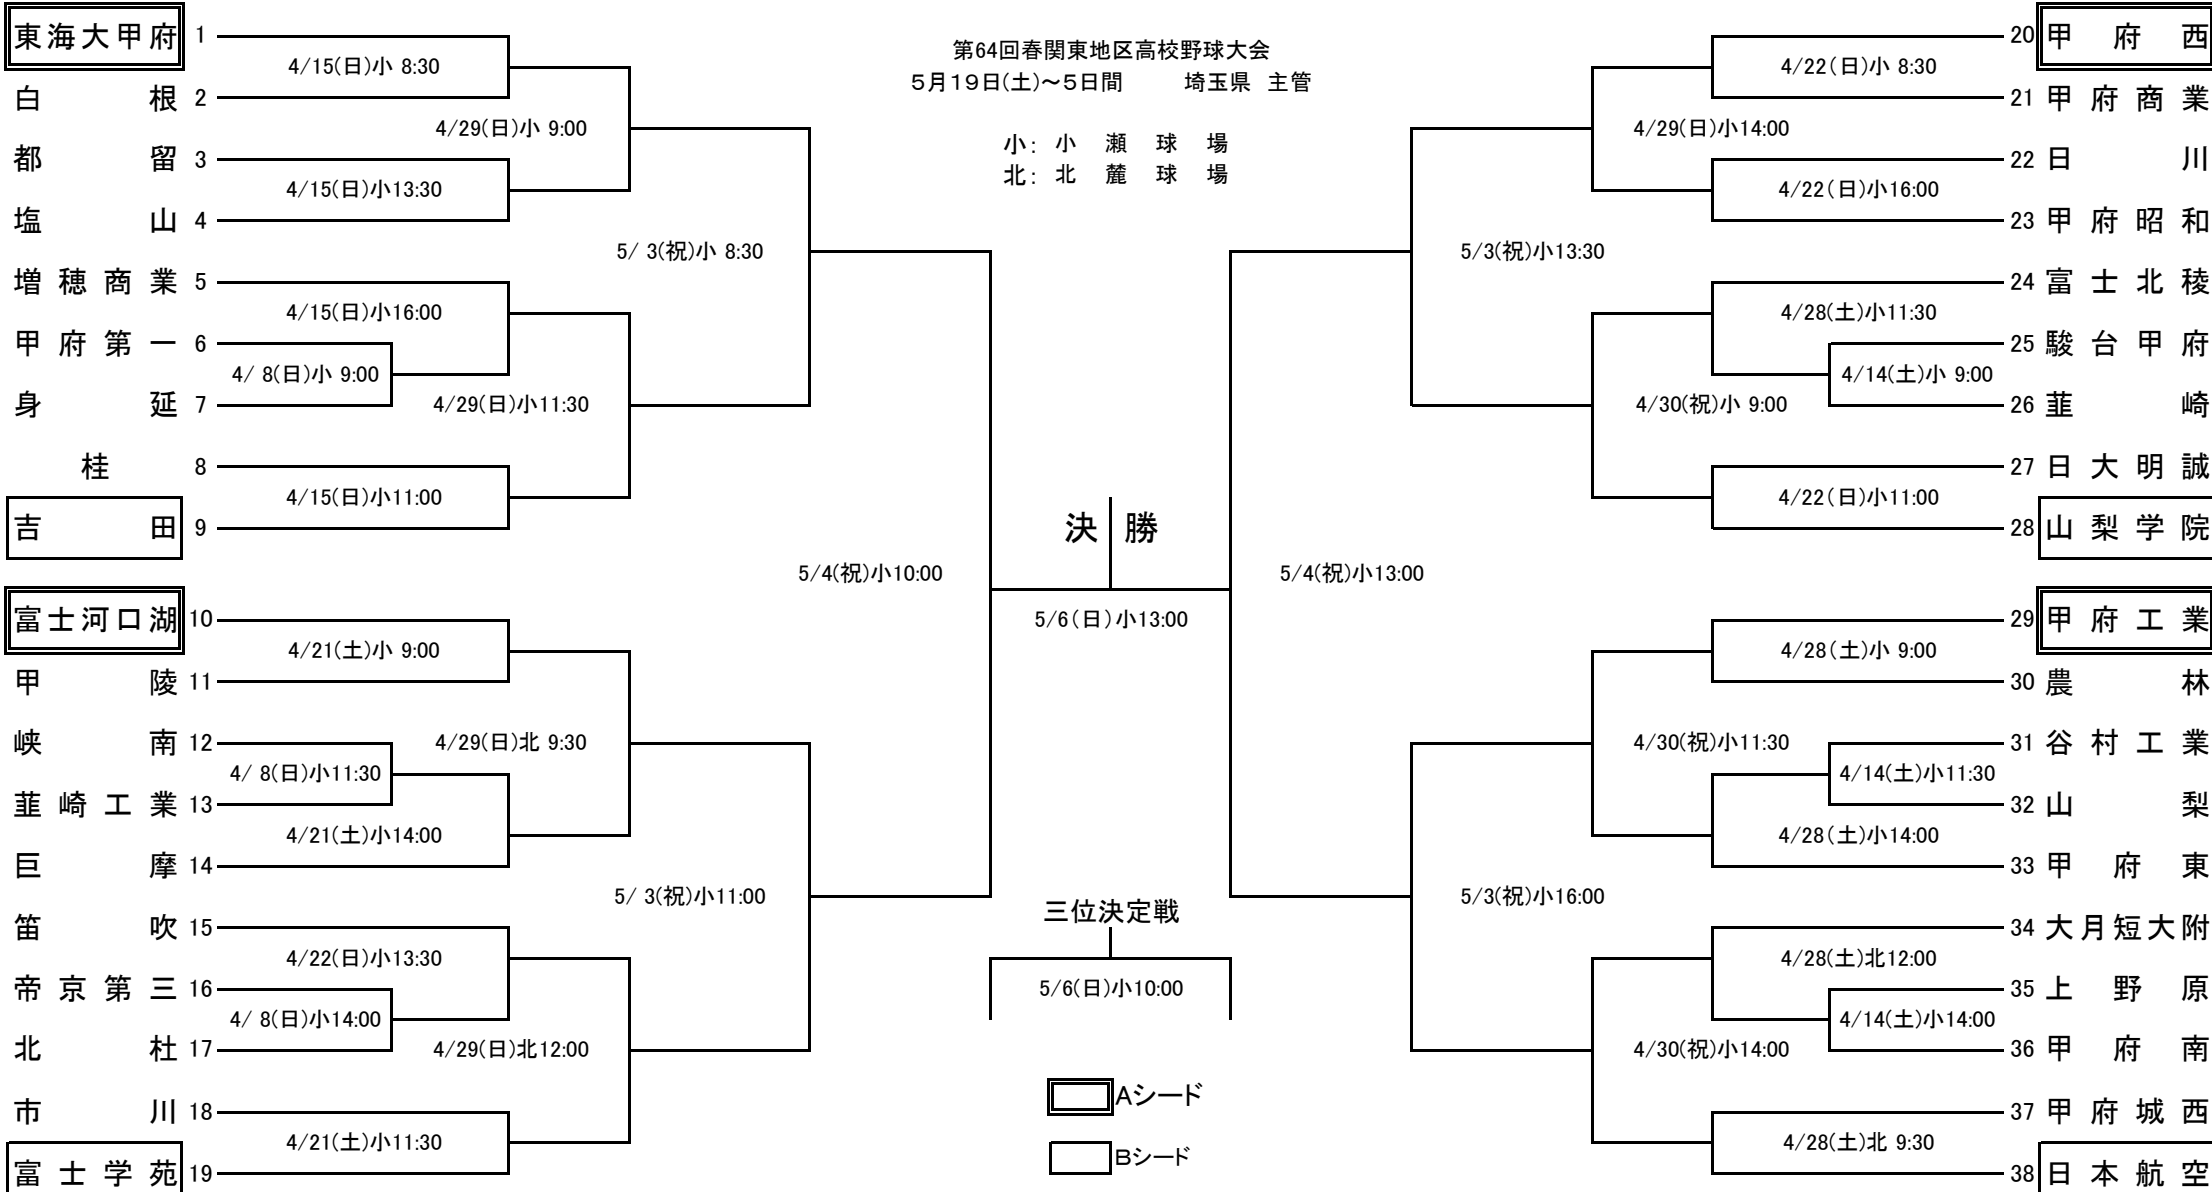 第64回春関東地区高校野球大会
5月19日(土)～5日間 埼玉県 主管
小: 小瀬球場
北: 北麓球場
東海大甲府 1
4/15(日)小 8:30
白根 2
4/29(日)小 9:00
都留 3
4/15(日)小13:30
塩山 4
5/ 3(祝)小 8:30
増穂商業 5
4/15(日)小16:00
甲府第一 6
4/ 8(日)小 9:00
身延 7
4/29(日)小11:30
桂 8
4/15(日)小11:00
吉田 9
5/4(祝)小10:00
富士河口湖 10
4/21(土)小 9:00
甲陵 11
峡南 12
4/29(日)北 9:30
4/ 8(日)小11:30
韮崎工業 13
4/21(土)小14:00
巨摩 14
5/ 3(祝)小11:00
笛吹 15
4/22(日)小13:30
帝京第三 16
4/ 8(日)小14:00
北杜 17
4/29(日)北12:00
市川 18
4/21(土)小11:30
富士学苑 19
決勝
5/6(日)小13:00
三位決定戦
5/6(日)小10:00
Aシード
Bシード
20 甲府西
4/22(日)小 8:30
21 甲府商業
4/29(日)小14:00
22 日川
4/22(日)小16:00
23 甲府昭和
5/3(祝)小13:30
24 富士北稜
4/28(土)小11:30
25 駿台甲府
4/14(土)小 9:00
26 韮崎
4/30(祝)小 9:00
27 日大明誠
4/22(日)小11:00
28 山梨学院
5/4(祝)小13:00
29 甲府工業
4/28(土)小 9:00
30 農林
4/30(祝)小11:30
31 谷村工業
4/14(土)小11:30
32 山梨
4/28(土)小14:00
33 甲府東
5/3(祝)小16:00
34 大月短大附
4/28(土)北12:00
35 上野原
4/14(土)小14:00
36 甲府南
4/30(祝)小14:00
37 甲府城西
4/28(土)北 9:30
38 日本航空